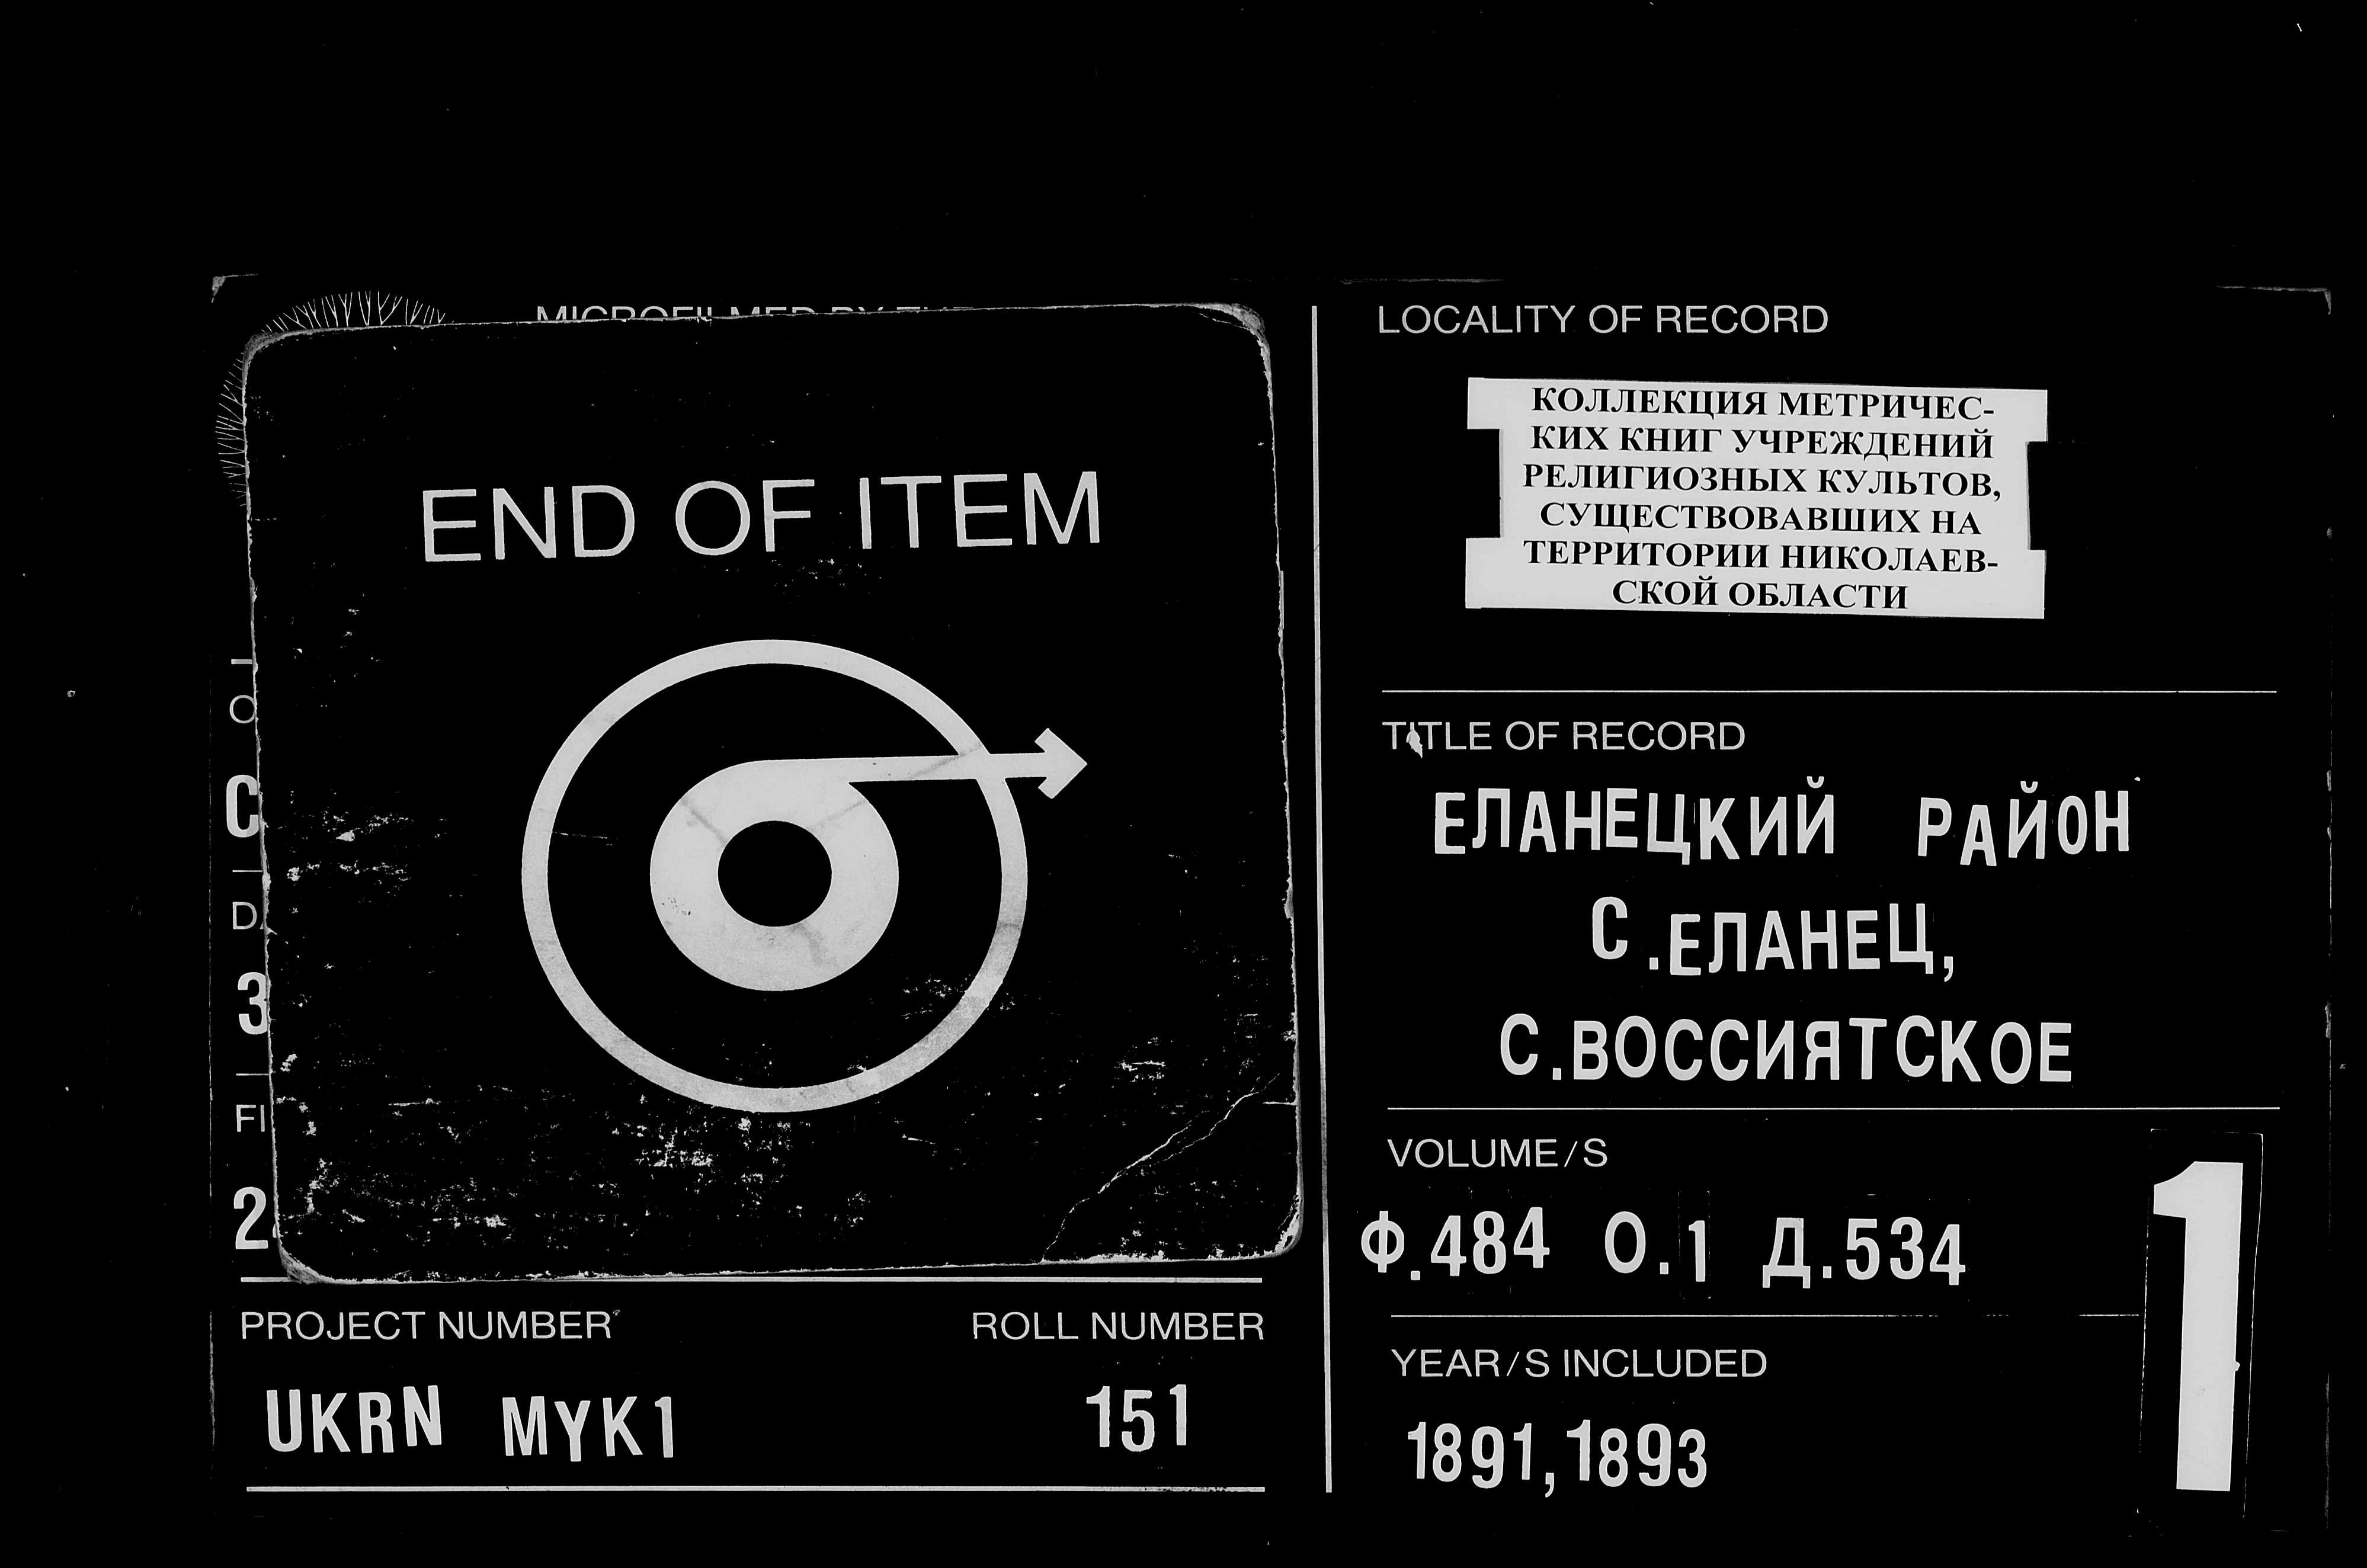 END OF ITEM
PROJECT NUMBER
ROLL NUMBER
UKRN MYK1
151
LOCALITY OF RECORD
КОЛЛЕКЦИЯ МЕТРИЧЕС-
КИХ КНИГ УЧРЕЖДЕНИЙ
РЕЛИГИОЗНЫХ КУЛЬТОВ,
СУЩЕСТВОВАВШИХ НА
ТЕРРИТОРИИ НИКОЛАЕВ-
СКОЙ ОБЛАСТИ
TITLE OF RECORD
ЕЛАНЕЦКИЙ РАЙОН
С.ЕЛАНЕЦ,
С.ВОССИЯТСКОЕ
VOLUME/S
Ф.484 О.1 Д.534
YEAR/S INCLUDED
1891,1893
1